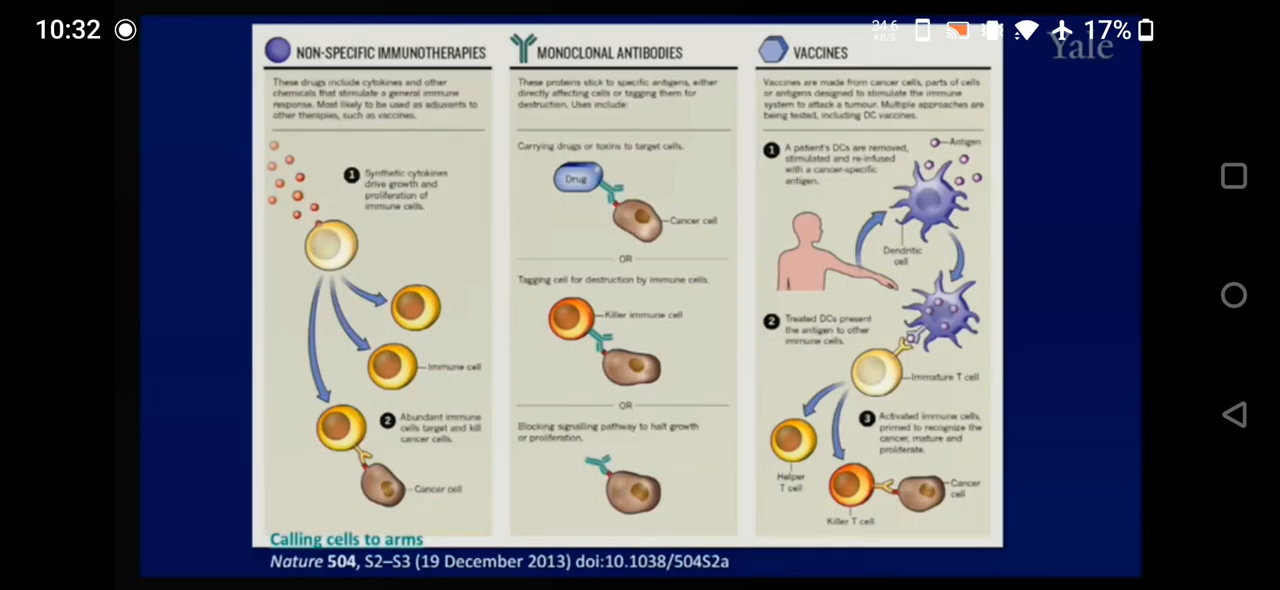 10:32
34.6
KB/S
17%
Yale
NON-SPECIFIC IMMUNOTHERAPIES
These drugs include cytokines and other
chemicals that stimulate a general immune
response. Most likely to be used as adjuvants to
other therapies, such as vaccines.
1 Synthetic cytokines
drive growth and
proliferation of
immune cells.
Immune cell
2 Abundant immune
cells target and kill
cancer cells.
Cancer cell
MONOCLONAL ANTIBODIES
These proteins stick to specific antigens, either
directly affecting cells or tagging them for
destruction. Uses include:
Carrying drugs or toxins to target cells.
Drug
Cancer cell
OR
Tagging cell for destruction by immune cells.
Killer immune cell
OR
Blocking signalling pathway to halt growth
or proliferation.
VACCINES
Vaccines are made from cancer cells, parts of cells
or antigens designed to stimulate the immune
system to attack a tumour. Multiple approaches are
being tested, including DC vaccines.
1 A patient's DCs are removed,
stimulated and re-infused
with a cancer-specific
antigen.
Antigen
Dendritic
cell
2 Treated DCs present
the antigen to other
immune cells.
Immature T cell
3 Activated immune cells,
primed to recognize the
cancer, mature and
proliferate.
Helper
T cell
Killer T cell
Cancer
cell
Calling cells to arms
Nature 504, S2–S3 (19 December 2013) doi:10.1038/504S2a